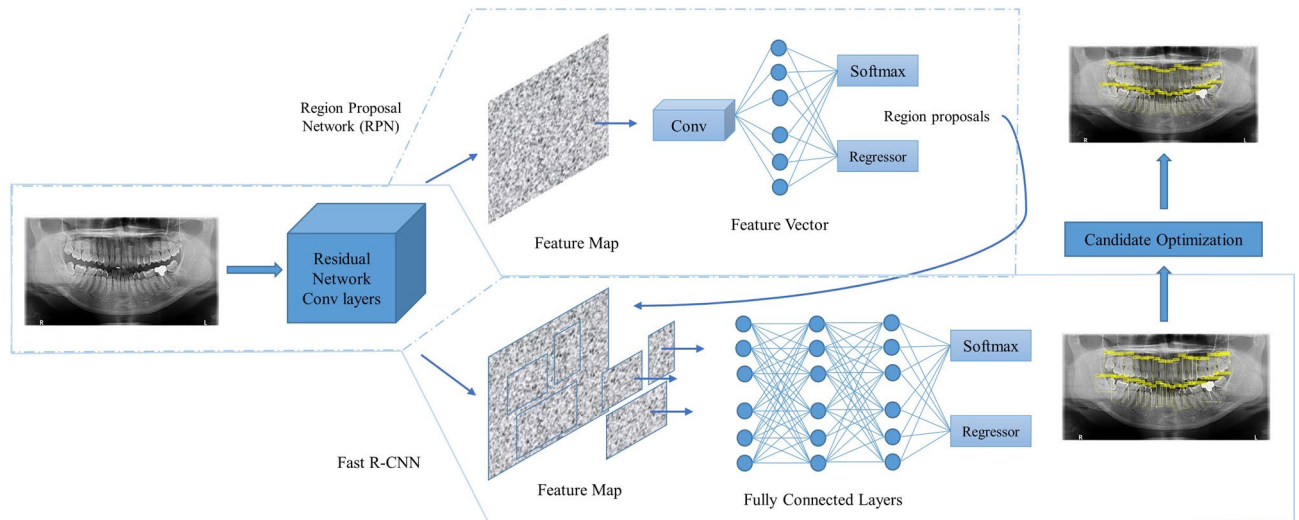 Region Proposal
Network (RPN)
Conv
Softmax
Regressor
Region proposals
R
L
Feature Map
Feature Vector
Residual
Network
Conv layers
R
L
Candidate Optimization
Softmax
Regressor
R
L
Fast R-CNN
Feature Map
Fully Connected Layers